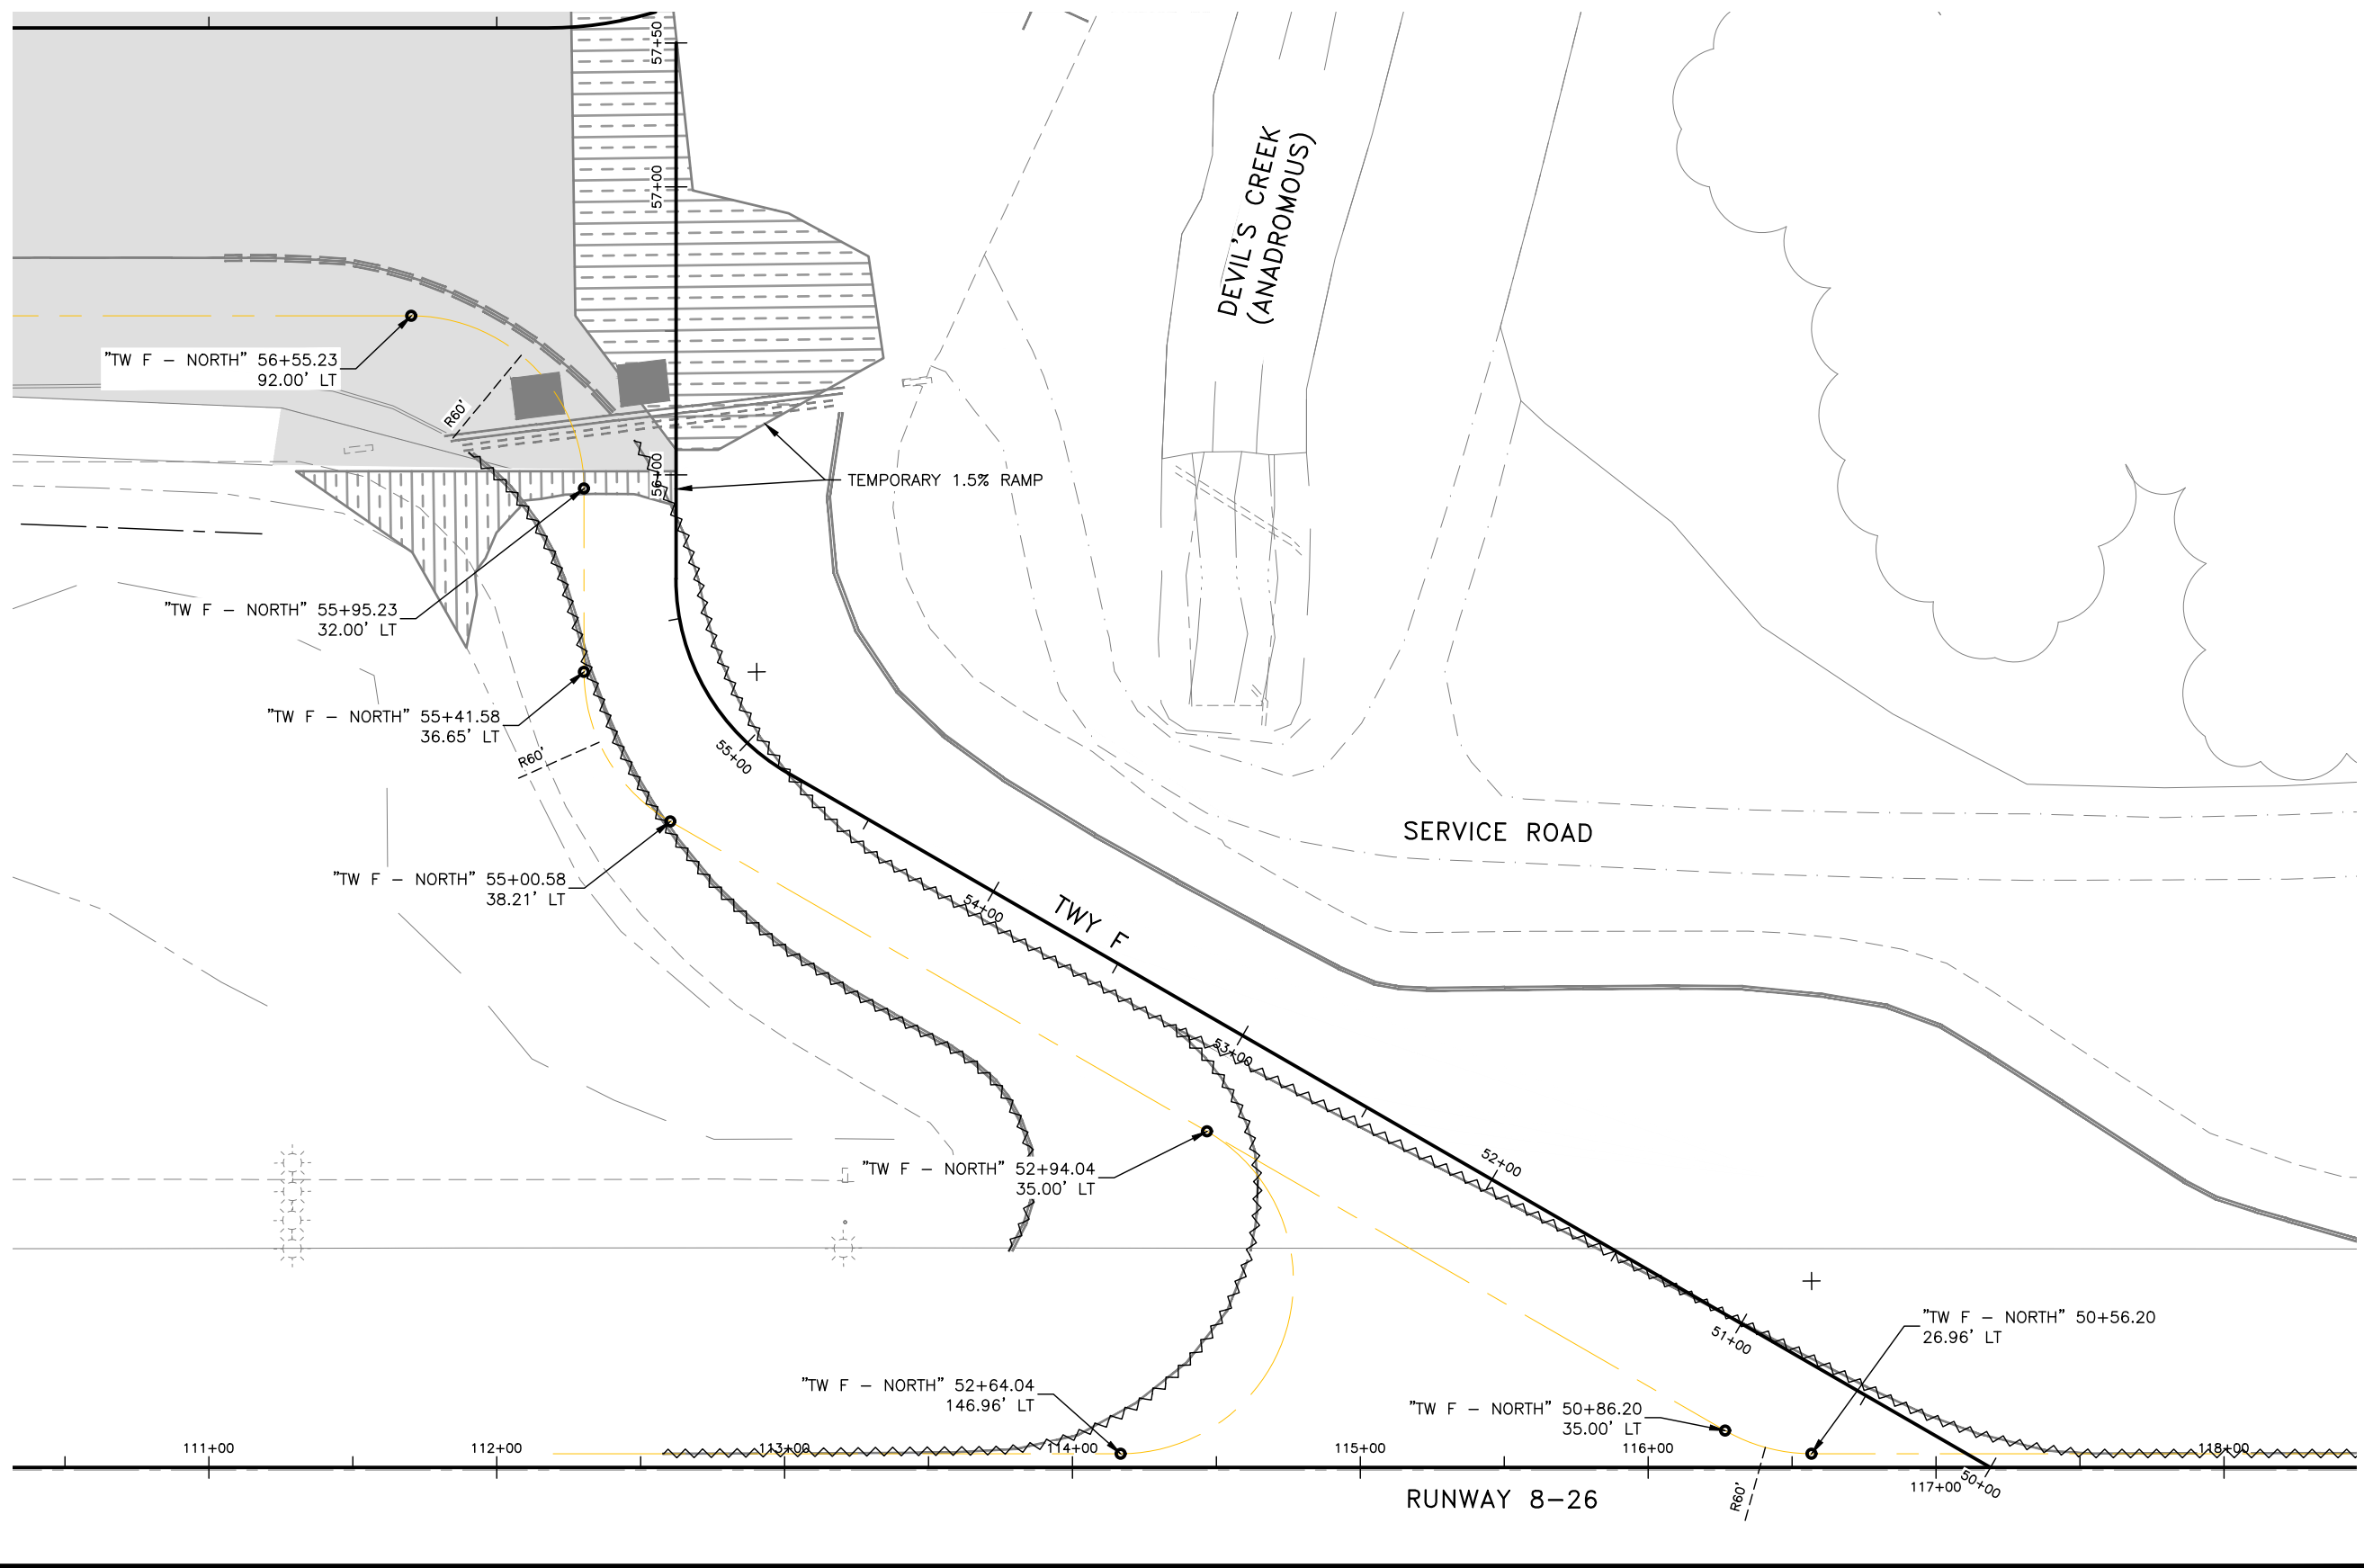 57+50
57+00
DEVIL'S CREEK
(ANADROMOUS)
"TW F – NORTH" 56+55.23
92.00' LT
R60'
56+00
TEMPORARY 1.5% RAMP
"TW F – NORTH" 55+95.23
32.00' LT
"TW F – NORTH" 55+41.58
36.65' LT
R60'
55+00
SERVICE ROAD
"TW F – NORTH" 55+00.58
38.21' LT
54+00
TWY F
53+00
"TW F – NORTH" 52+94.04
35.00' LT
52+00
51+00
"TW F – NORTH" 50+56.20
26.96' LT
"TW F – NORTH" 52+64.04
146.96' LT
"TW F – NORTH" 50+86.20
35.00' LT
111+00
112+00
113+00
114+00
115+00
116+00
117+00
118+00
50+00
R60'
RUNWAY 8–26